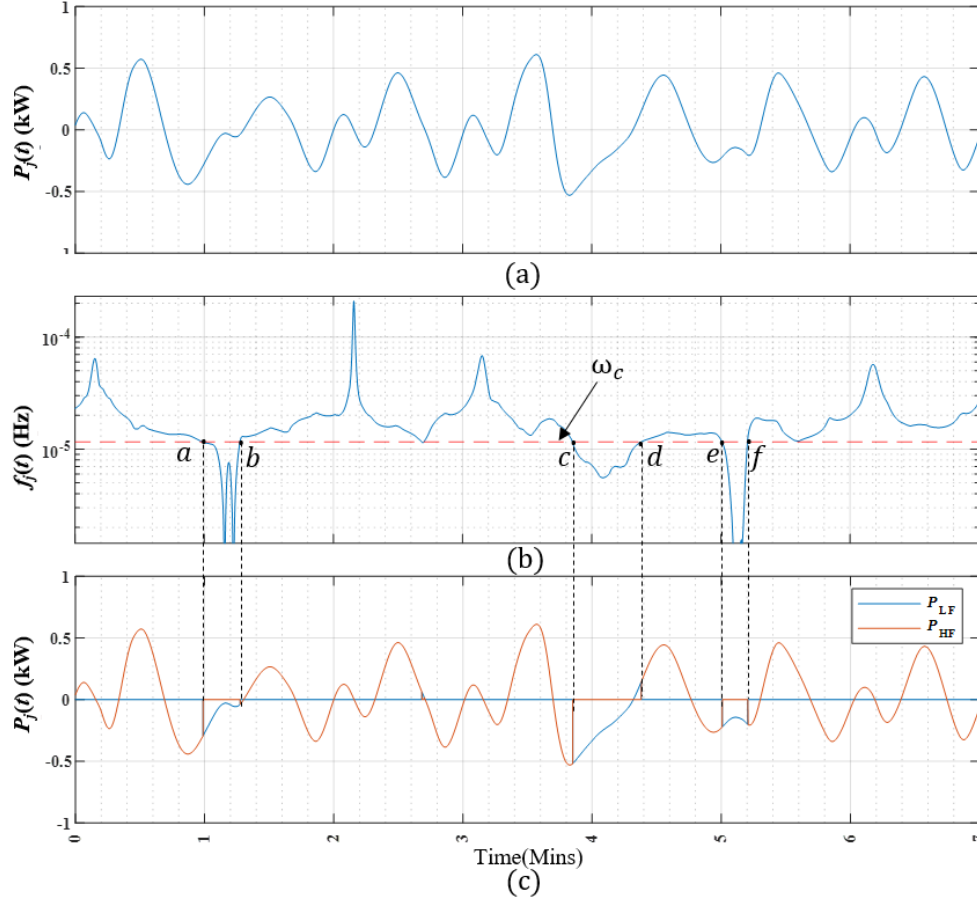 1
0.5
0
-0.5
-1
P_j(t) (kW)
(a)
10^-4
10^-5
f_j(t) (Hz)
ω_c
a b c d e f
(b)
1
0.5
0
-0.5
-1
P_j(t) (kW)
P_LF
P_HF
0 1 2 3 4 5 6 7
Time(Mins)
(c)